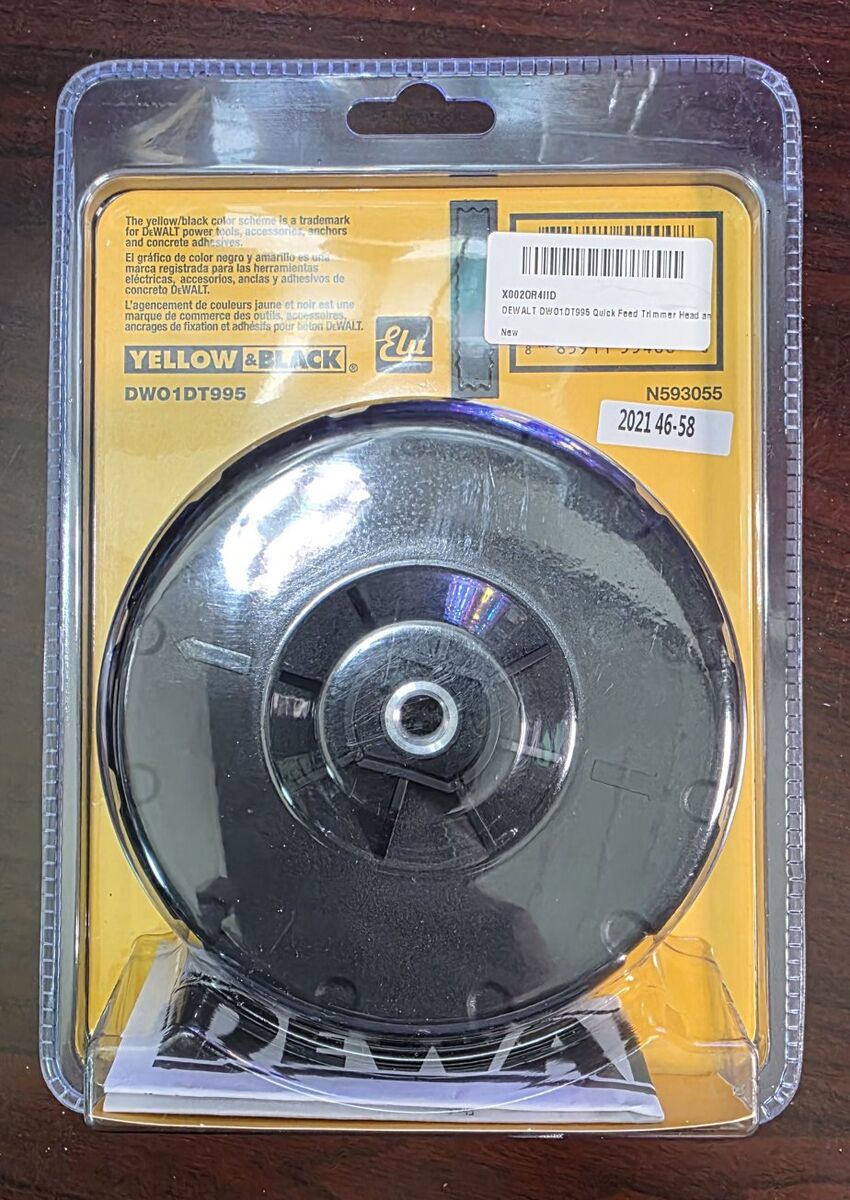 The yellow/black color scheme is a trademark
for DEWALT power tools, accessories, anchors
and concrete adhesives.
El gráfico de color negro y amarillo es una
marca registrada para las herramientas
eléctricas, accesorios, anclas y adhesivos de
concreto DEWALT.
L'agencement de couleurs jaune et noir est une
marque de commerce des outils, accessoires,
ancrages de fixation et adhésifs pour béton DEWALT.
YELLOW & BLACK®
Elu
DWO1DT995
X002OR4IID
DEWALT DWO1DT995 Quick Feed Trimmer Head an
New
N593055
2021 46-58
DEWA